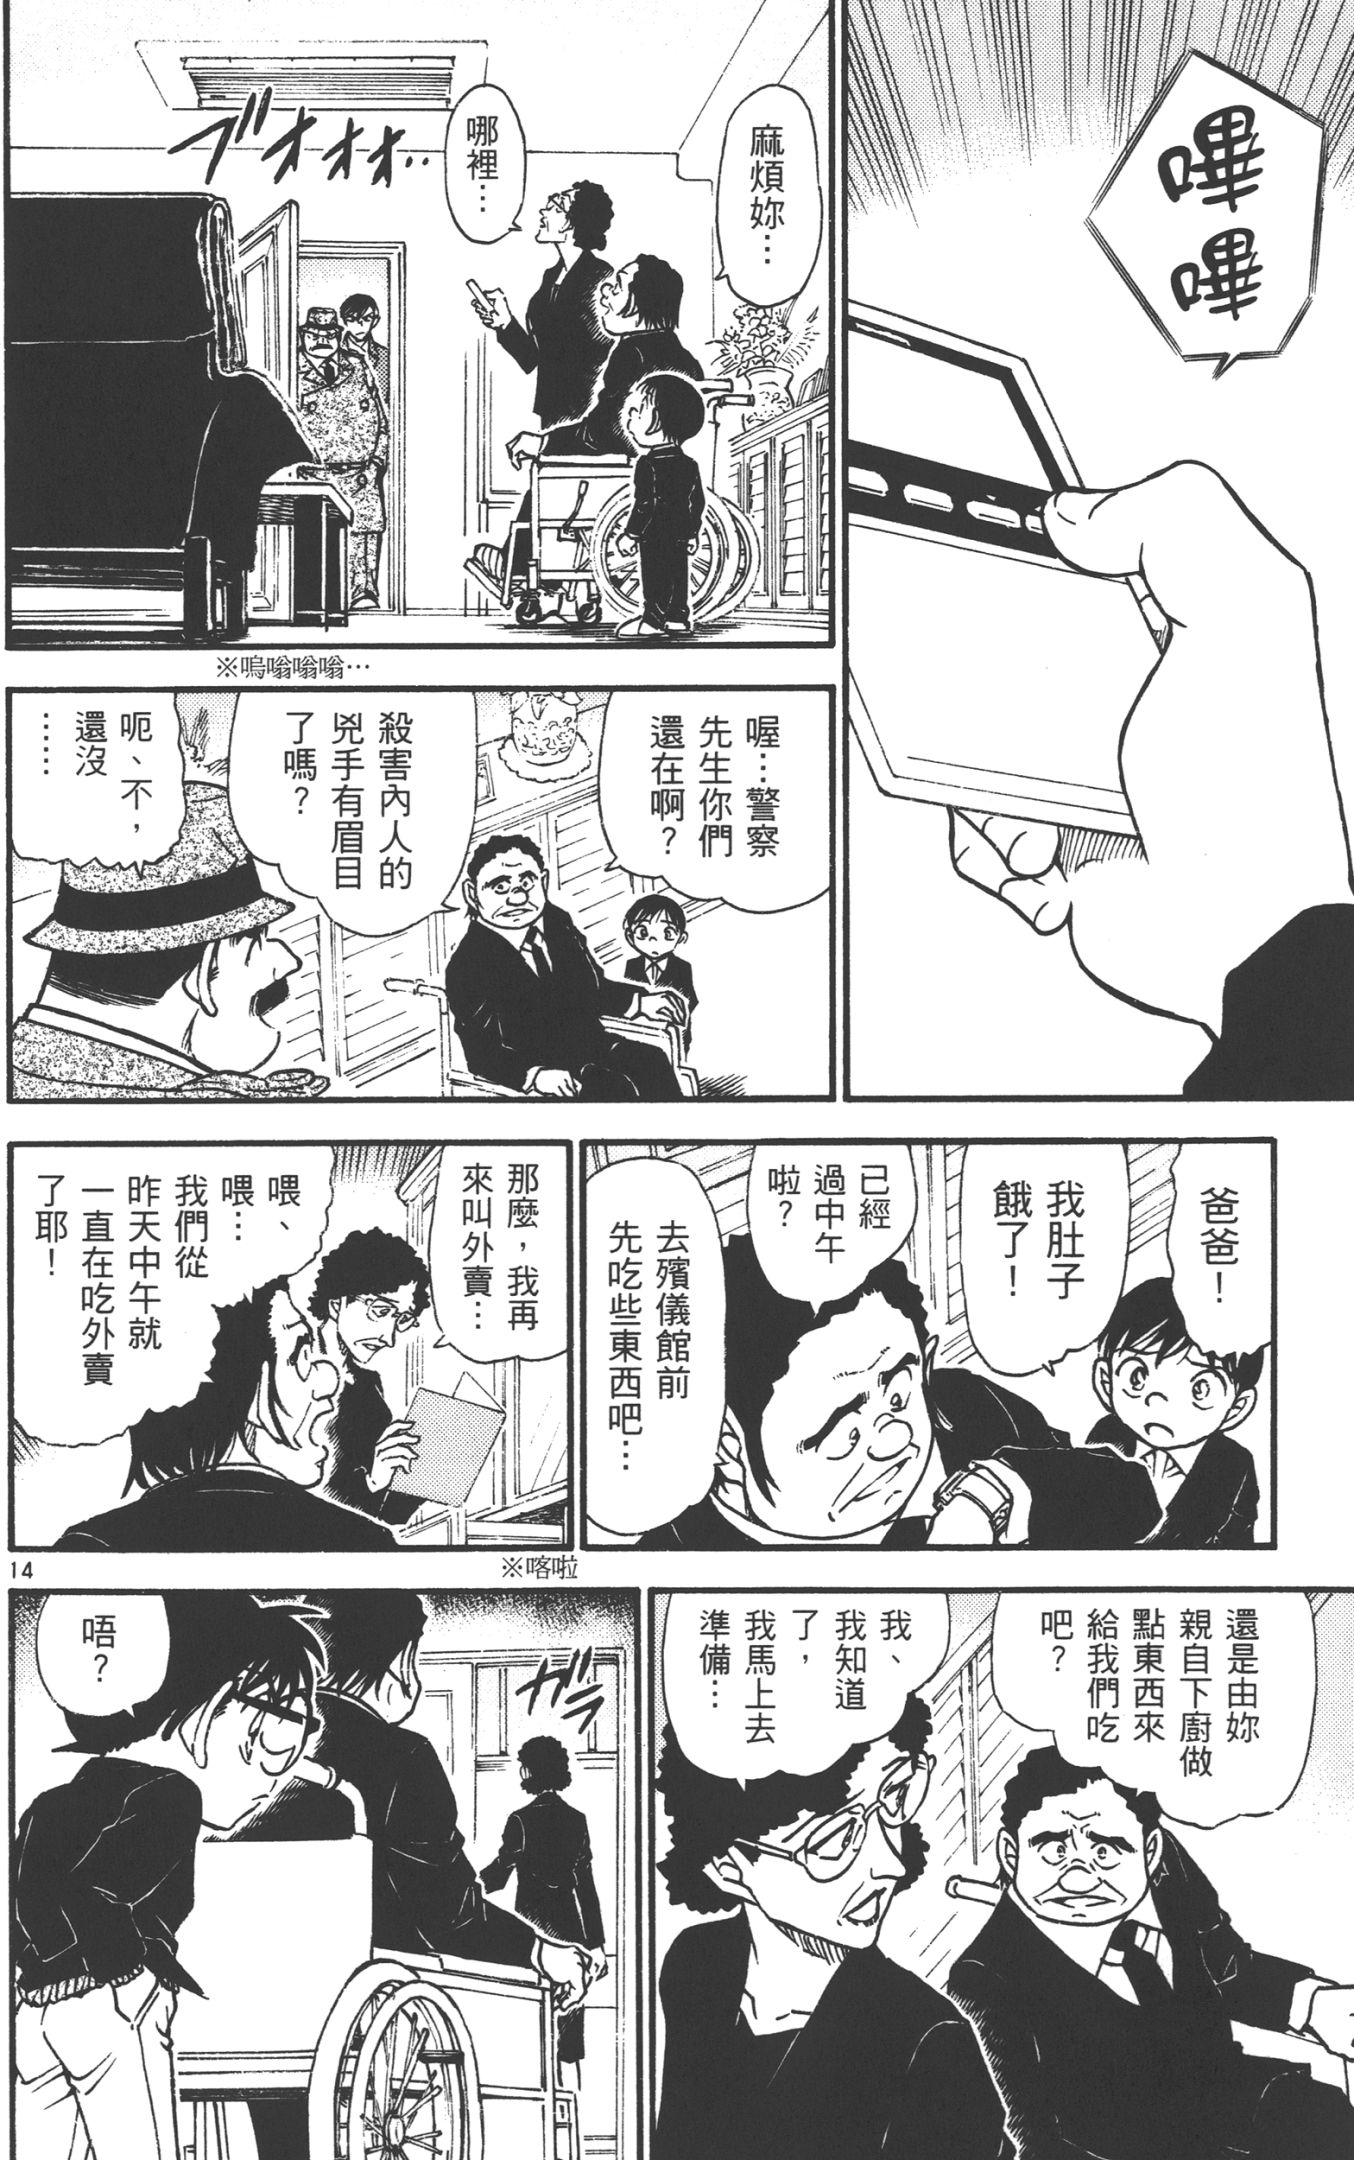 嗶
嗶
麻煩妳…
哪裡…
ブオオオ‥
※嗚嗡嗡嗡…
喔…警察
先生你們
還在啊？
殺害內人的
兇手有眉目
了嗎？
呃、不，
還沒
……
爸爸！
我肚子
餓了！
已經
過中午
啦？
去殯儀館前
先吃些東西吧…
那麼，我再
來叫外賣…
喂、
喂…
我們從
昨天中午就
一直在吃外賣
了耶！
14
※喀啦
還是由妳
親自下廚做
點東西來
給我們吃
吧？
我、
我知道
了，
我馬上去
準備…
ガラ
唔？